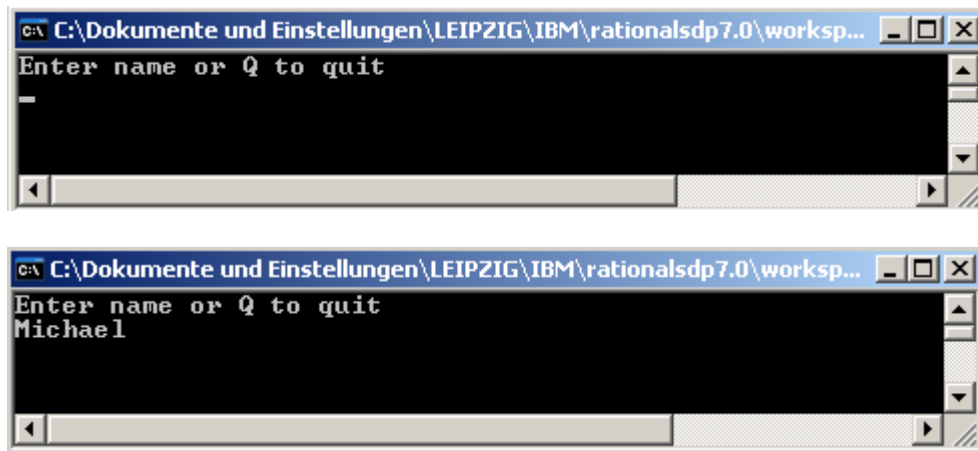 C:\Dokumente und Einstellungen\LEIPZIG\IBM\rationalsdp7.0\worksp...
Enter name or Q to quit
C:\Dokumente und Einstellungen\LEIPZIG\IBM\rationalsdp7.0\worksp...
Enter name or Q to quit
Michael